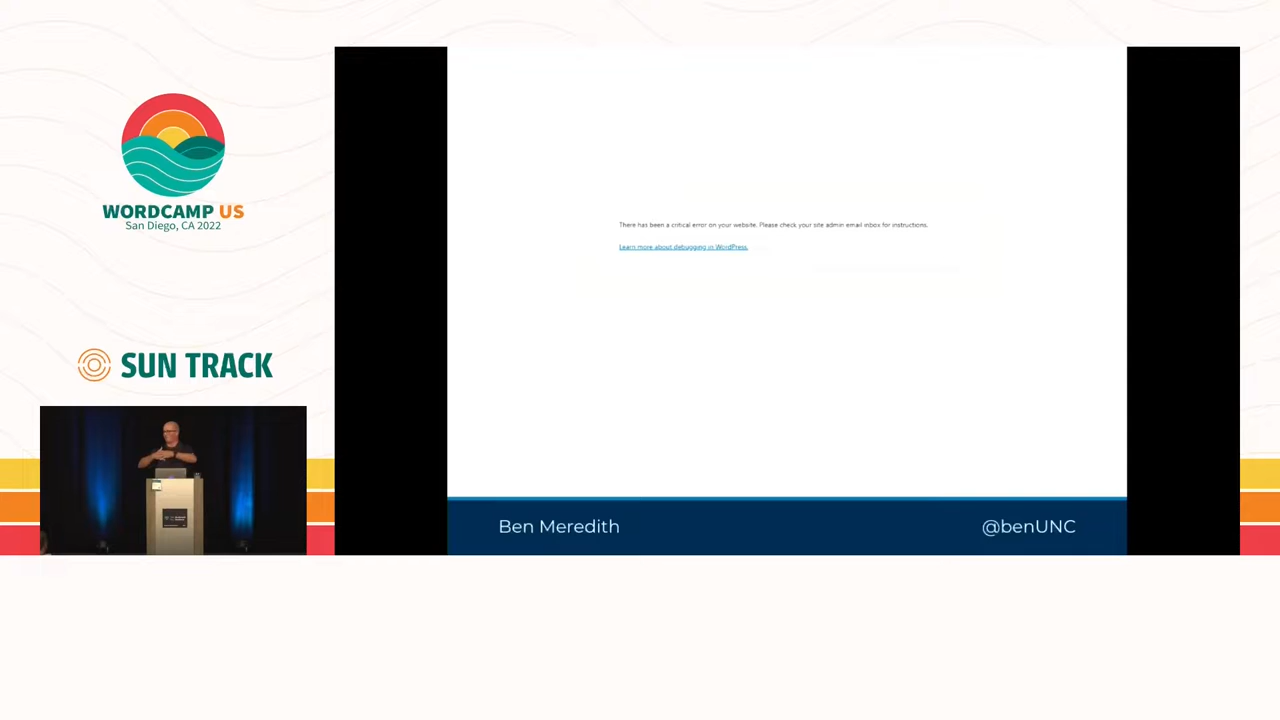 WORDCAMP US
San Diego, CA 2022
SUN TRACK
There has been a critical error on your website. Please check your site admin email inbox for instructions.
Learn more about debugging in WordPress.
Ben Meredith
@benUNC